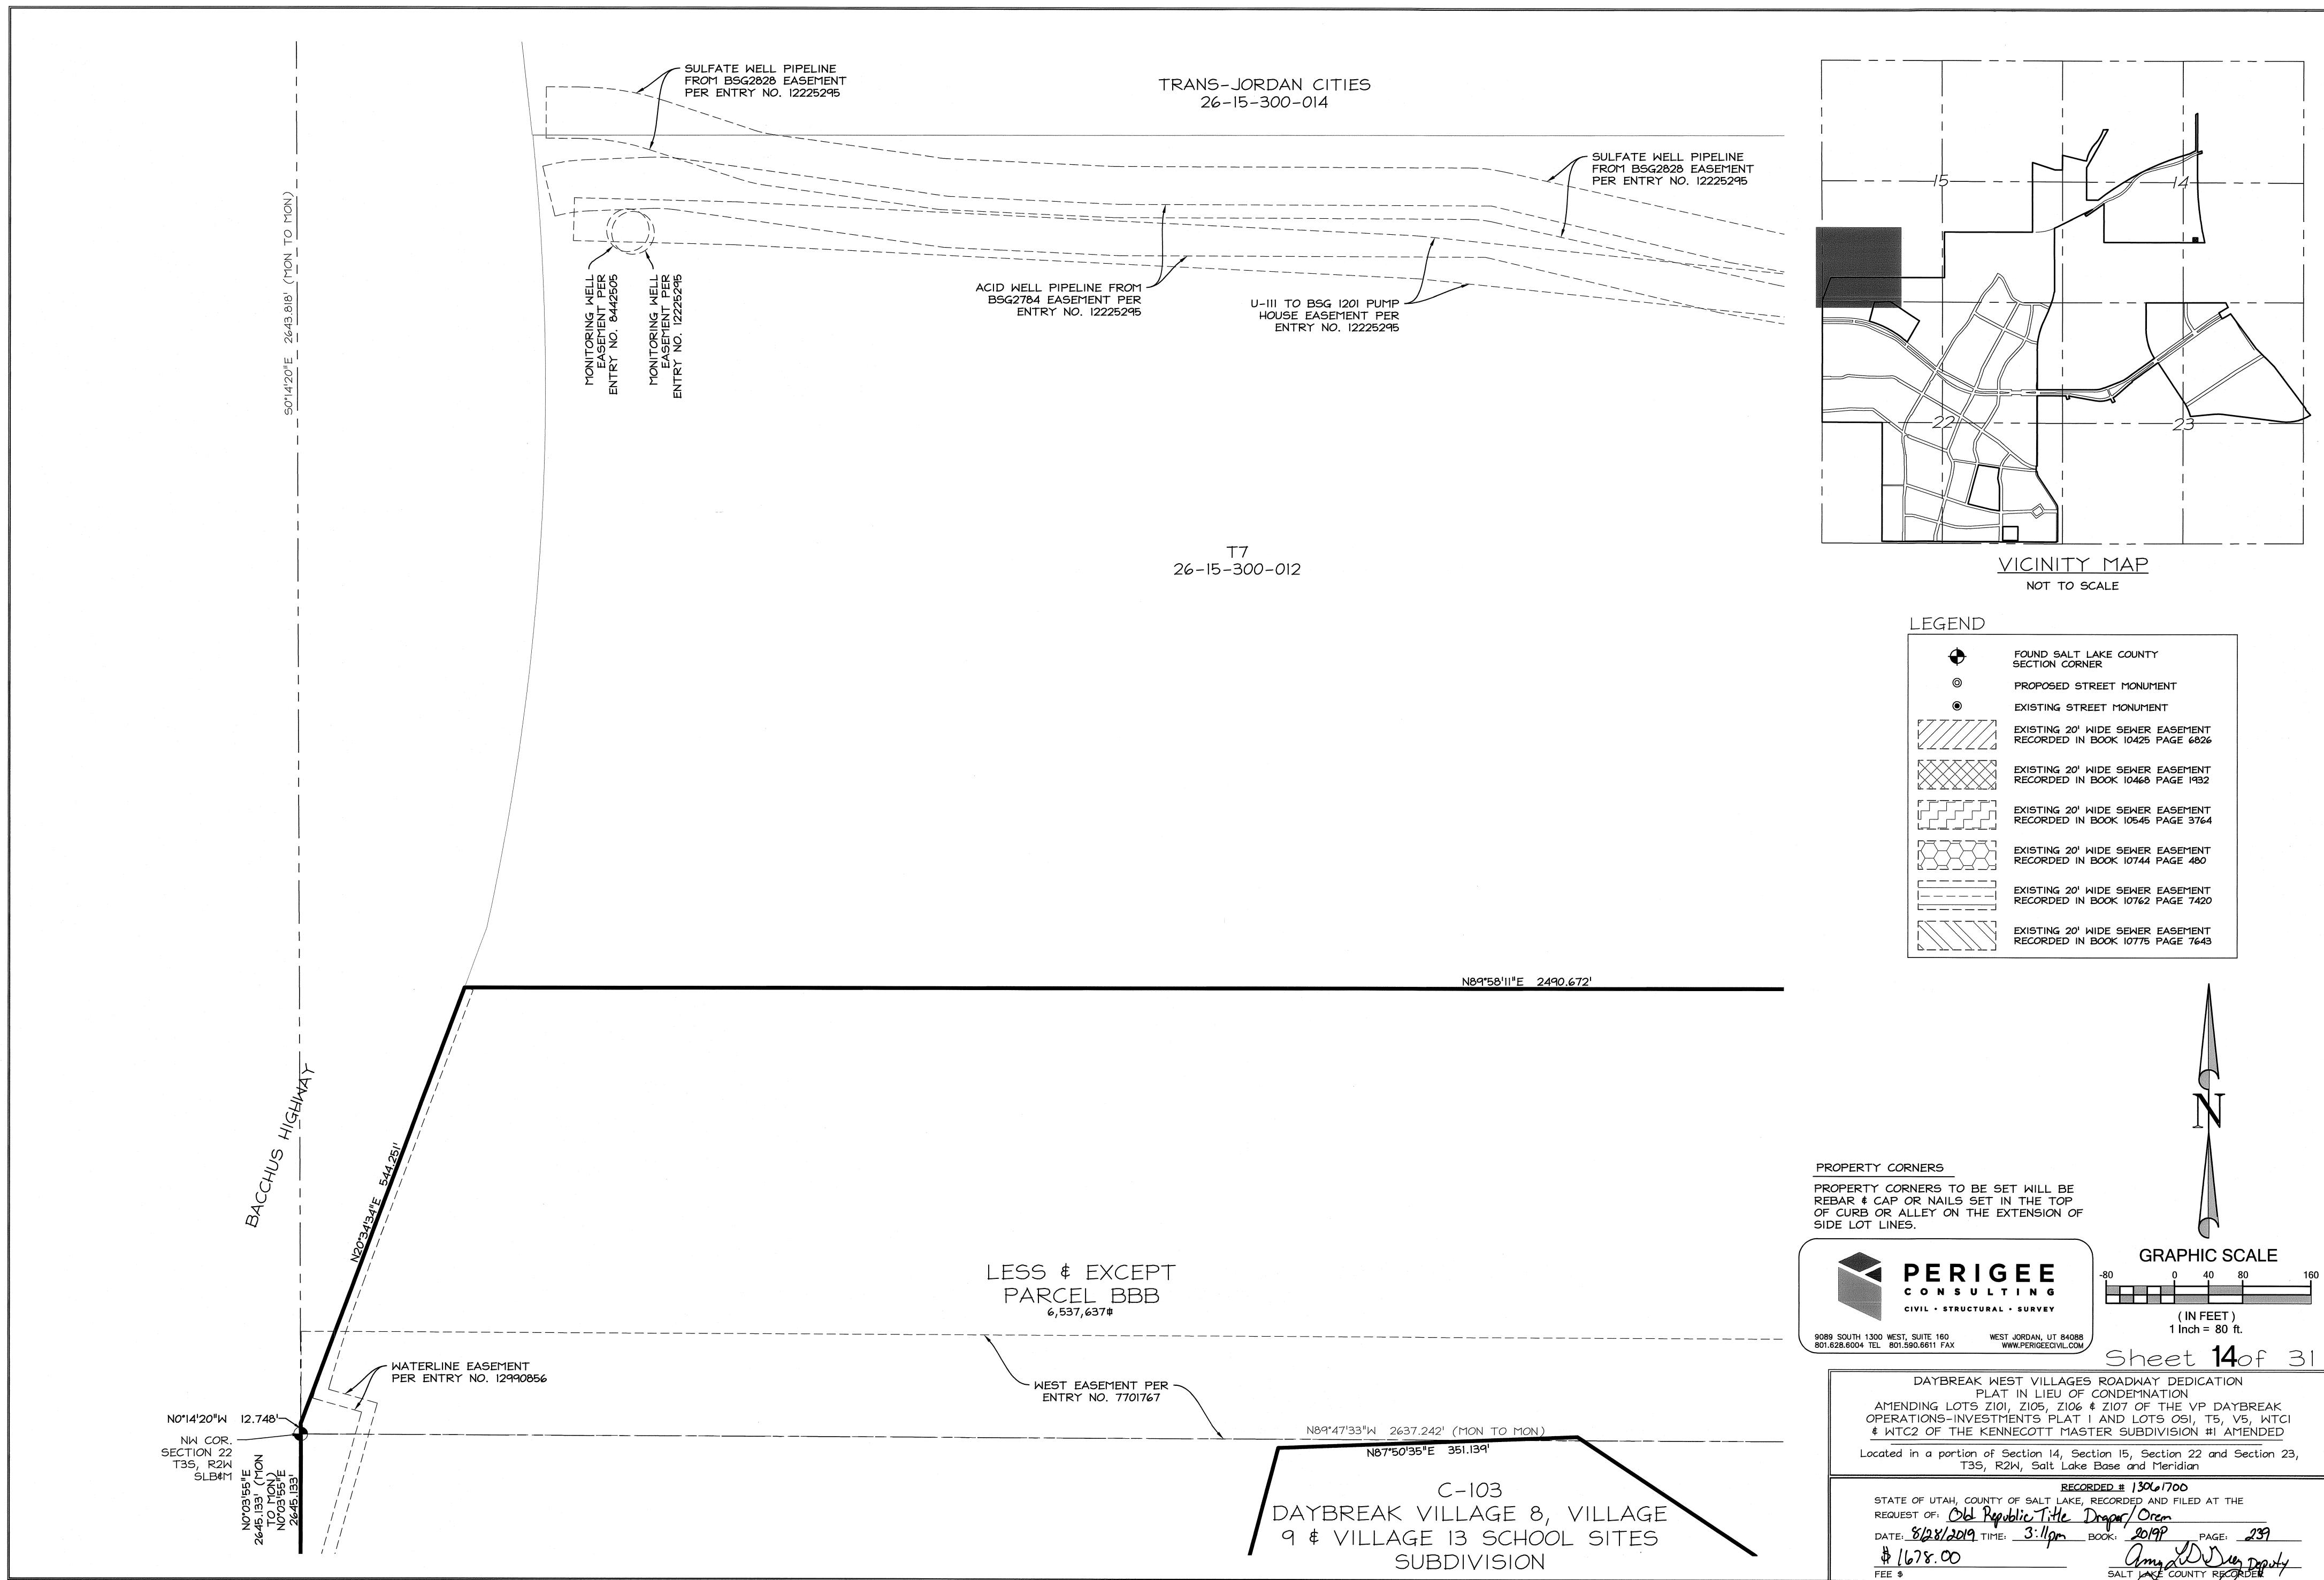 SULFATE WELL PIPELINE
FROM BSG2828 EASEMENT
PER ENTRY NO. 12225295
TRANS-JORDAN CITIES
26-15-300-014
SULFATE WELL PIPELINE
FROM BSG2828 EASEMENT
PER ENTRY NO. 12225295
S0°14'20"E 2643.818' (MON TO MON)
MONITORING WELL
EASEMENT PER
ENTRY NO. 8442505
MONITORING WELL
EASEMENT PER
ENTRY NO. 12225295
ACID WELL PIPELINE FROM
BSG2784 EASEMENT PER
ENTRY NO. 12225295
U-111 TO BSG 1201 PUMP
HOUSE EASEMENT PER
ENTRY NO. 12225295
T7
26-15-300-012
N89°58'11"E 2490.672'
BACCHUS HIGHWAY
N20°34'34"E 544.251'
LESS & EXCEPT
PARCEL BBB
6,537,637⏍
WATERLINE EASEMENT
PER ENTRY NO. 12990856
WEST EASEMENT PER
ENTRY NO. 7701767
N0°14'20"W 12.748'
NW COR.
SECTION 22
T3S, R2W
SLB&M
N0°03'55"E
2645.133' (MON
TO MON)
N0°03'55"E
2645.133'
N89°47'33"W 2637.242' (MON TO MON)
N87°50'35"E 351.139'
C-103
DAYBREAK VILLAGE 8, VILLAGE
9 & VILLAGE 13 SCHOOL SITES
SUBDIVISION
15
14
22
23
VICINITY MAP
NOT TO SCALE
LEGEND
FOUND SALT LAKE COUNTY
SECTION CORNER
PROPOSED STREET MONUMENT
EXISTING STREET MONUMENT
EXISTING 20' WIDE SEWER EASEMENT
RECORDED IN BOOK 10425 PAGE 6826
EXISTING 20' WIDE SEWER EASEMENT
RECORDED IN BOOK 10468 PAGE 1932
EXISTING 20' WIDE SEWER EASEMENT
RECORDED IN BOOK 10545 PAGE 3764
EXISTING 20' WIDE SEWER EASEMENT
RECORDED IN BOOK 10744 PAGE 480
EXISTING 20' WIDE SEWER EASEMENT
RECORDED IN BOOK 10762 PAGE 7420
EXISTING 20' WIDE SEWER EASEMENT
RECORDED IN BOOK 10775 PAGE 7643
N
PROPERTY CORNERS
PROPERTY CORNERS TO BE SET WILL BE
REBAR & CAP OR NAILS SET IN THE TOP
OF CURB OR ALLEY ON THE EXTENSION OF
SIDE LOT LINES.
PERIGEE
CONSULTING
CIVIL • STRUCTURAL • SURVEY
9089 SOUTH 1300 WEST, SUITE 160 WEST JORDAN, UT 84088
801.628.6004 TEL 801.590.6611 FAX WWW.PERIGEECIVIL.COM
GRAPHIC SCALE
-80 0 40 80 160
( IN FEET )
1 Inch = 80 ft.
Sheet 14 of 31
DAYBREAK WEST VILLAGES ROADWAY DEDICATION
PLAT IN LIEU OF CONDEMNATION
AMENDING LOTS Z101, Z105, Z106 & Z107 OF THE VP DAYBREAK
OPERATIONS-INVESTMENTS PLAT 1 AND LOTS OS1, T5, V5, WTC1
& WTC2 OF THE KENNECOTT MASTER SUBDIVISION #1 AMENDED
Located in a portion of Section 14, Section 15, Section 22 and Section 23,
T3S, R2W, Salt Lake Base and Meridian
RECORDED # 13061700
STATE OF UTAH, COUNTY OF SALT LAKE, RECORDED AND FILED AT THE
REQUEST OF: Old Republic Title Draper/Orem
DATE: 8/28/2019 TIME: 3:11pm BOOK: 2019P PAGE: 239
$1678.00 Deputy
FEE $ SALT LAKE COUNTY RECORDER